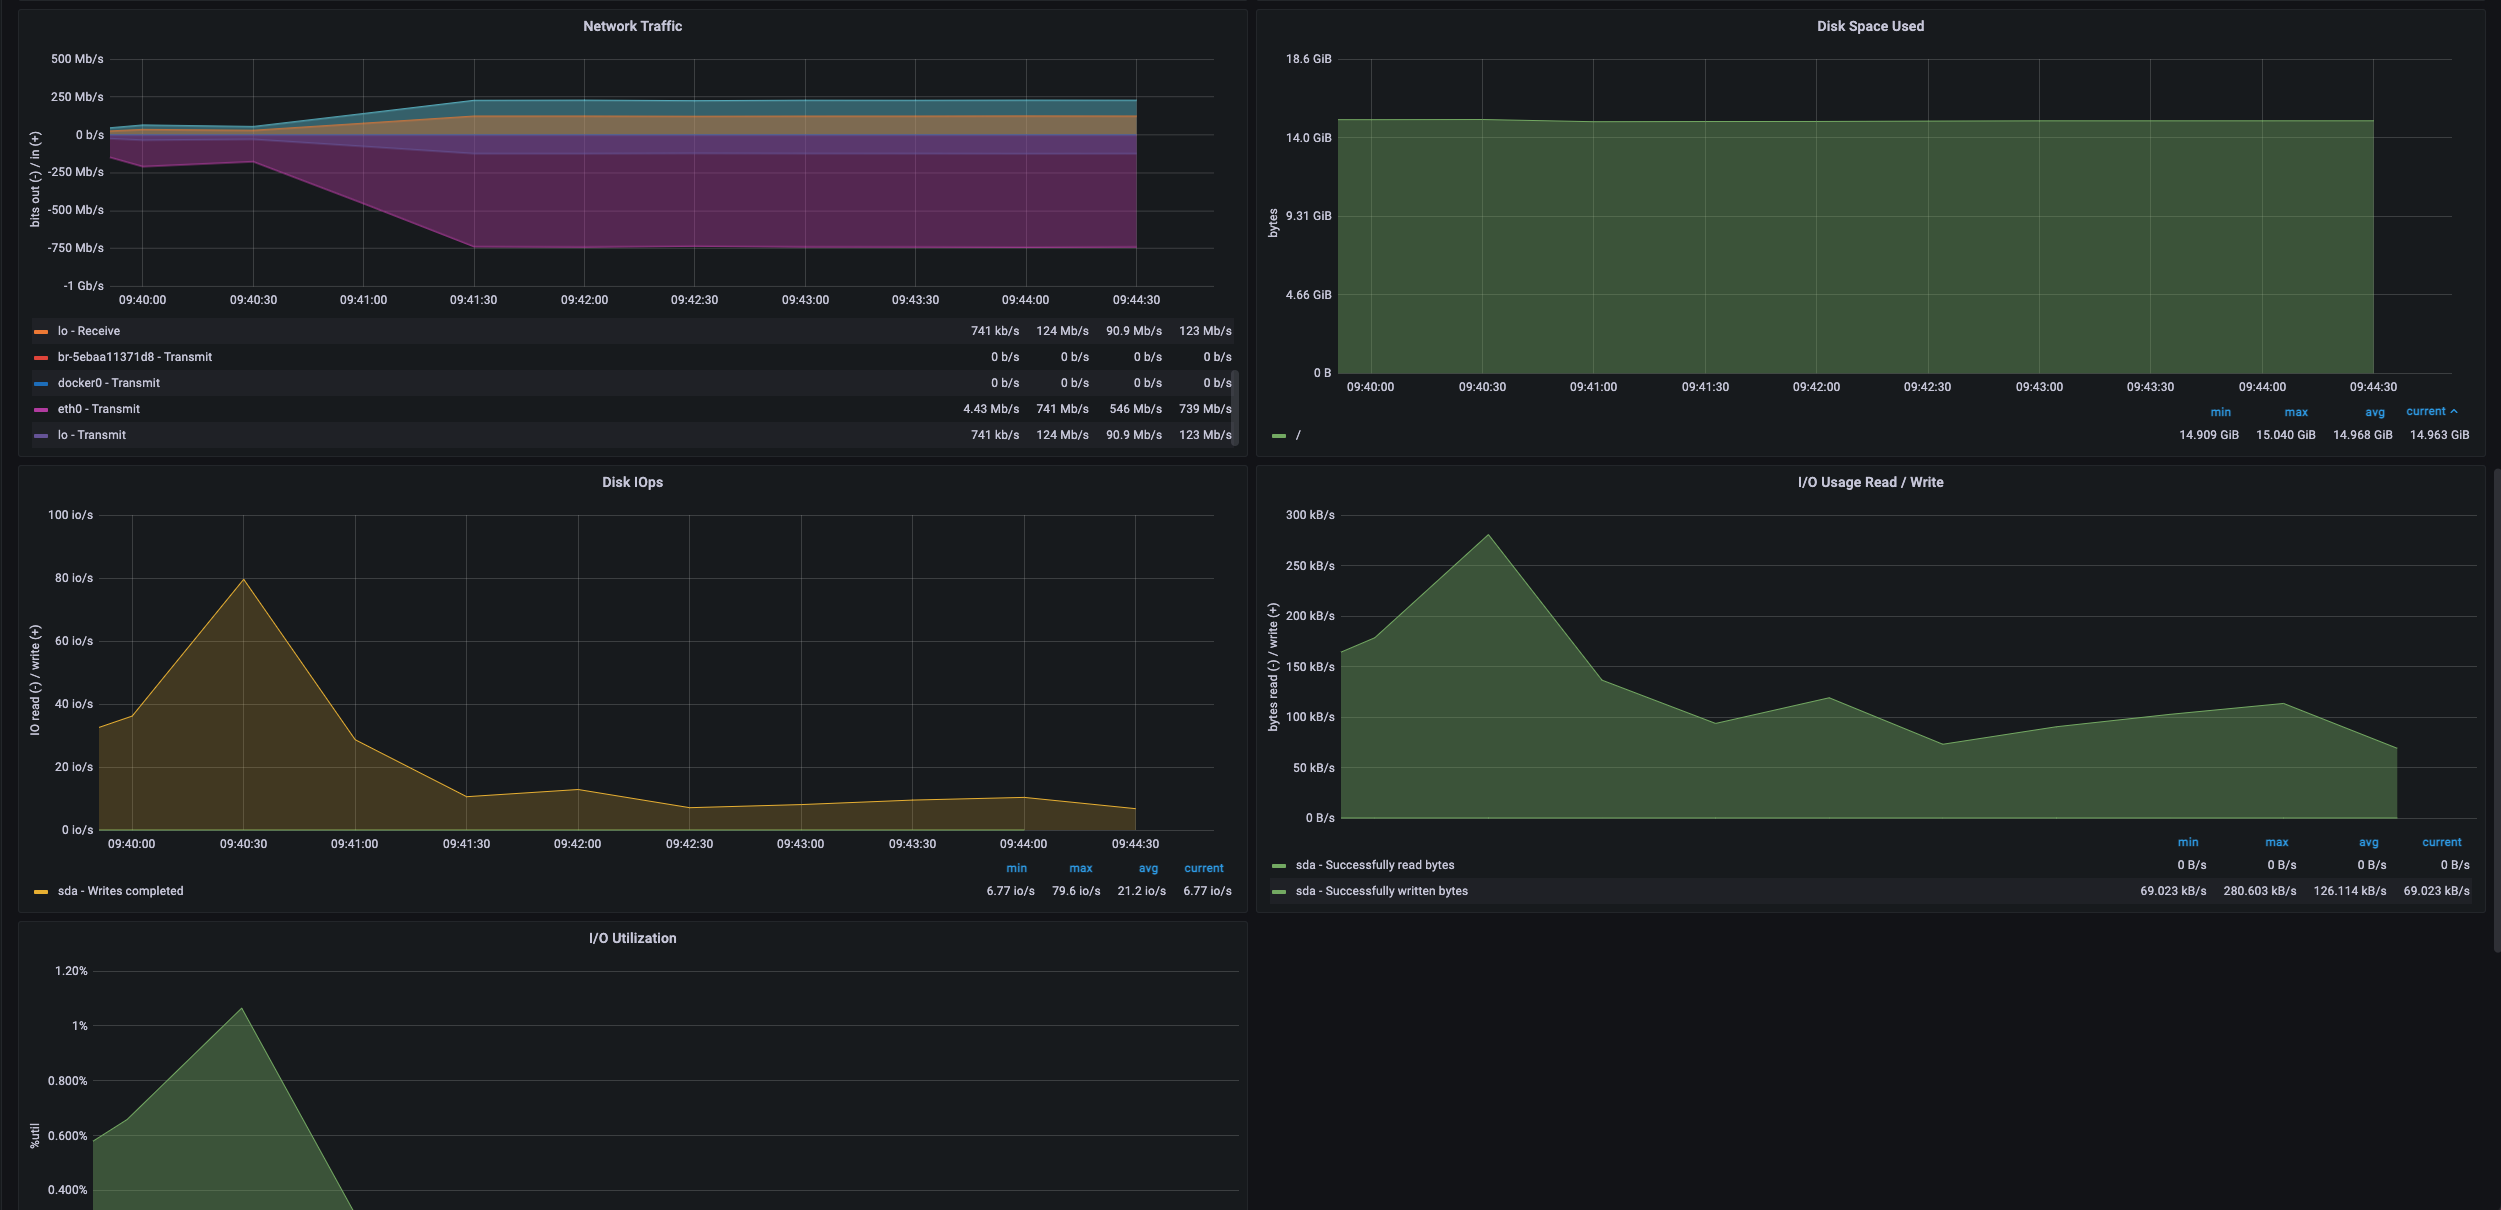 Network Traffic
bits out (-) / in (+)
500 Mb/s
250 Mb/s
0 b/s
-250 Mb/s
-500 Mb/s
-750 Mb/s
-1 Gb/s
09:40:00 09:40:30 09:41:00 09:41:30 09:42:00 09:42:30 09:43:00 09:43:30 09:44:00 09:44:30
lo - Receive 741 kb/s 124 Mb/s 90.9 Mb/s 123 Mb/s
br-5ebaa11371d8 - Transmit 0 b/s 0 b/s 0 b/s 0 b/s
docker0 - Transmit 0 b/s 0 b/s 0 b/s 0 b/s
eth0 - Transmit 4.43 Mb/s 741 Mb/s 546 Mb/s 739 Mb/s
lo - Transmit 741 kb/s 124 Mb/s 90.9 Mb/s 123 Mb/s
Disk Space Used
bytes
18.6 GiB
14.0 GiB
9.31 GiB
4.66 GiB
0 B
09:40:00 09:40:30 09:41:00 09:41:30 09:42:00 09:42:30 09:43:00 09:43:30 09:44:00 09:44:30
min max avg current
/ 14.909 GiB 15.040 GiB 14.968 GiB 14.963 GiB
Disk IOps
IO read (-) / write (+)
100 io/s
80 io/s
60 io/s
40 io/s
20 io/s
0 io/s
09:40:00 09:40:30 09:41:00 09:41:30 09:42:00 09:42:30 09:43:00 09:43:30 09:44:00 09:44:30
min max avg current
sda - Writes completed 6.77 io/s 79.6 io/s 21.2 io/s 6.77 io/s
I/O Usage Read / Write
bytes read (-) / write (+)
300 kB/s
250 kB/s
200 kB/s
150 kB/s
100 kB/s
50 kB/s
0 B/s
min max avg current
sda - Successfully read bytes 0 B/s 0 B/s 0 B/s 0 B/s
sda - Successfully written bytes 69.023 kB/s 280.603 kB/s 126.114 kB/s 69.023 kB/s
I/O Utilization
%util
1.20%
1%
0.800%
0.600%
0.400%